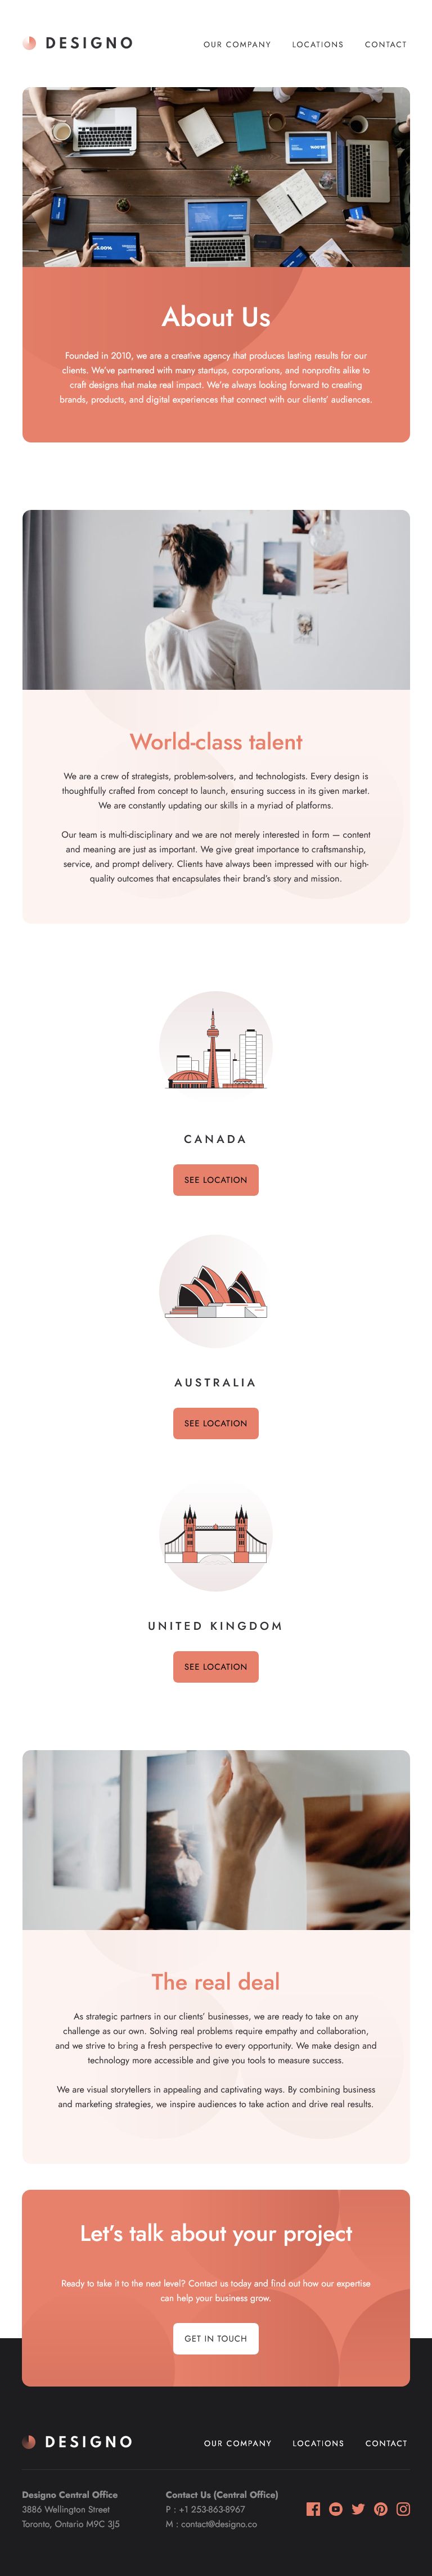 DESIGNO
OUR COMPANY LOCATIONS CONTACT
About Us
Founded in 2010, we are a creative agency that produces lasting results for our
clients. We've partnered with many startups, corporations, and nonprofits alike to
craft designs that make real impact. We're always looking forward to creating
brands, products, and digital experiences that connect with our clients' audiences.
World-class talent
We are a crew of strategists, problem-solvers, and technologists. Every design is
thoughtfully crafted from concept to launch, ensuring success in its given market.
We are constantly updating our skills in a myriad of platforms.
Our team is multi-disciplinary and we are not merely interested in form — content
and meaning are just as important. We give great importance to craftsmanship,
service, and prompt delivery. Clients have always been impressed with our high-
quality outcomes that encapsulates their brand's story and mission.
CANADA
SEE LOCATION
AUSTRALIA
SEE LOCATION
UNITED KINGDOM
SEE LOCATION
The real deal
As strategic partners in our clients' businesses, we are ready to take on any
challenge as our own. Solving real problems require empathy and collaboration,
and we strive to bring a fresh perspective to every opportunity. We make design and
technology more accessible and give you tools to measure success.
We are visual storytellers in appealing and captivating ways. By combining business
and marketing strategies, we inspire audiences to take action and drive real results.
Let's talk about your project
Ready to take it to the next level? Contact us today and find out how our expertise
can help your business grow.
GET IN TOUCH
DESIGNO
OUR COMPANY LOCATIONS CONTACT
Designo Central Office
3886 Wellington Street
Toronto, Ontario M9C 3J5
Contact Us (Central Office)
P : +1 253-863-8967
M : contact@designo.co